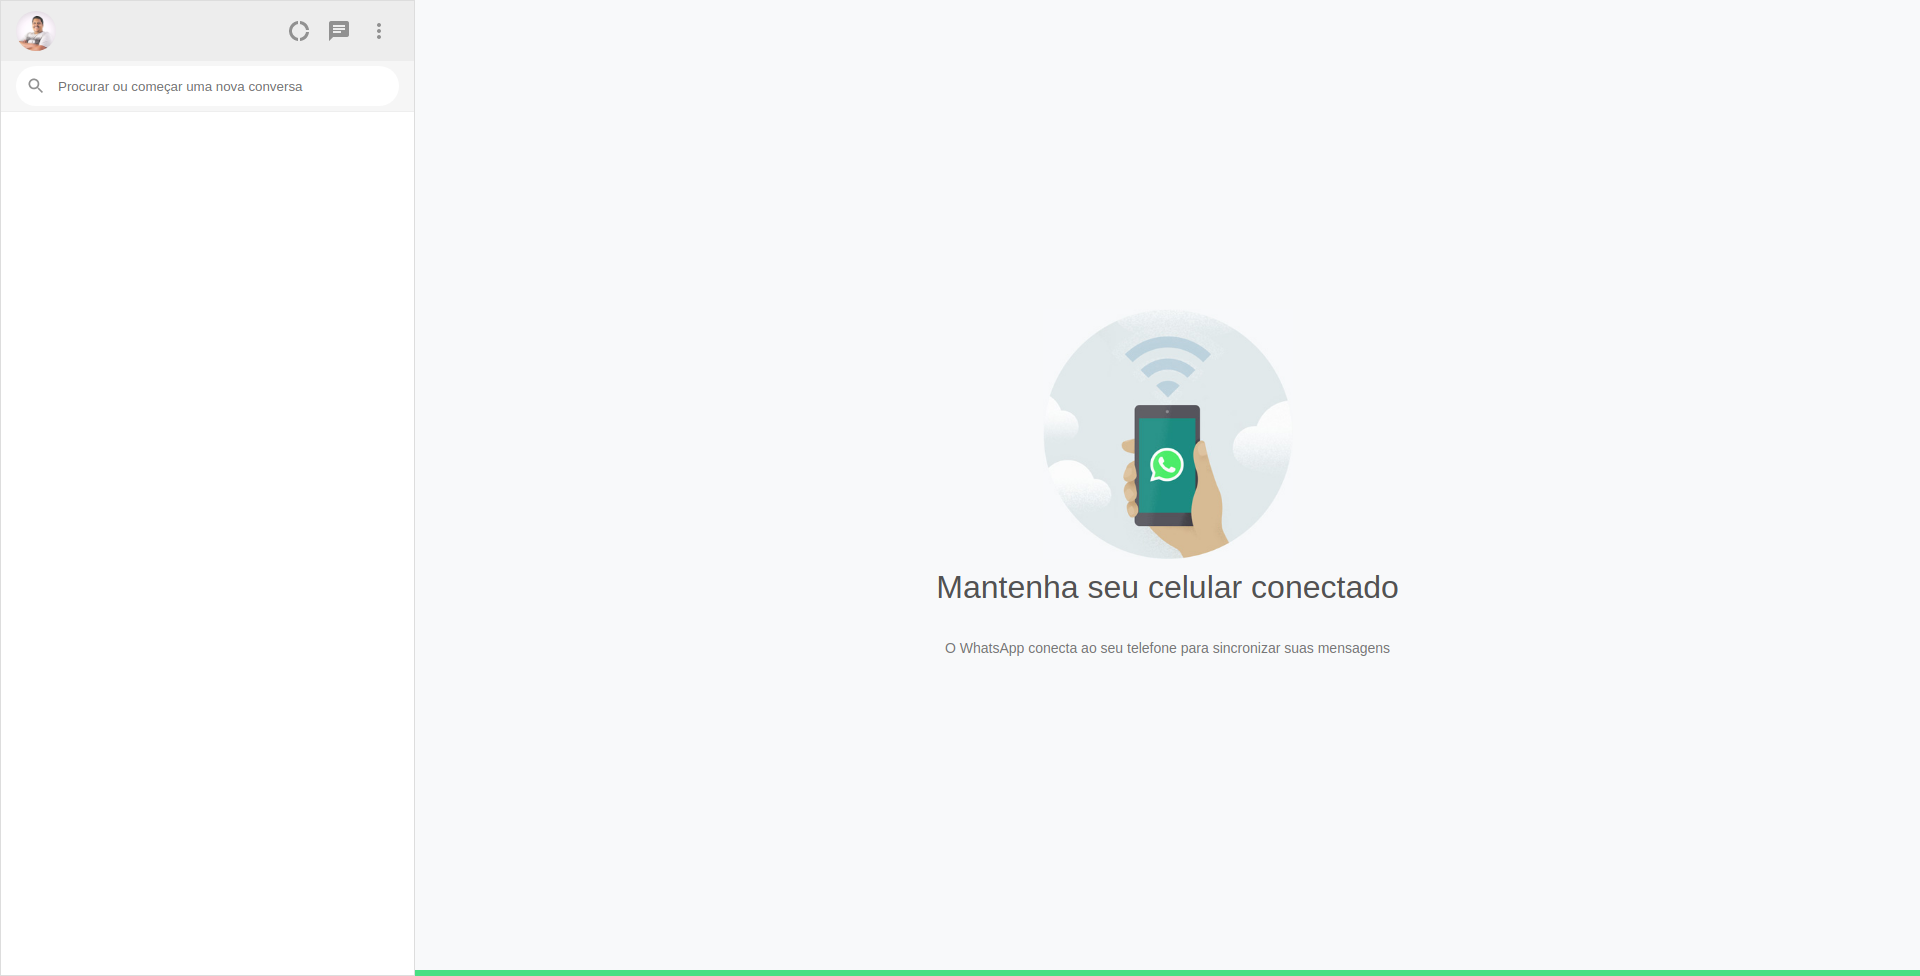 Procurar ou começar uma nova conversa
Mantenha seu celular conectado
O WhatsApp conecta ao seu telefone para sincronizar suas mensagens